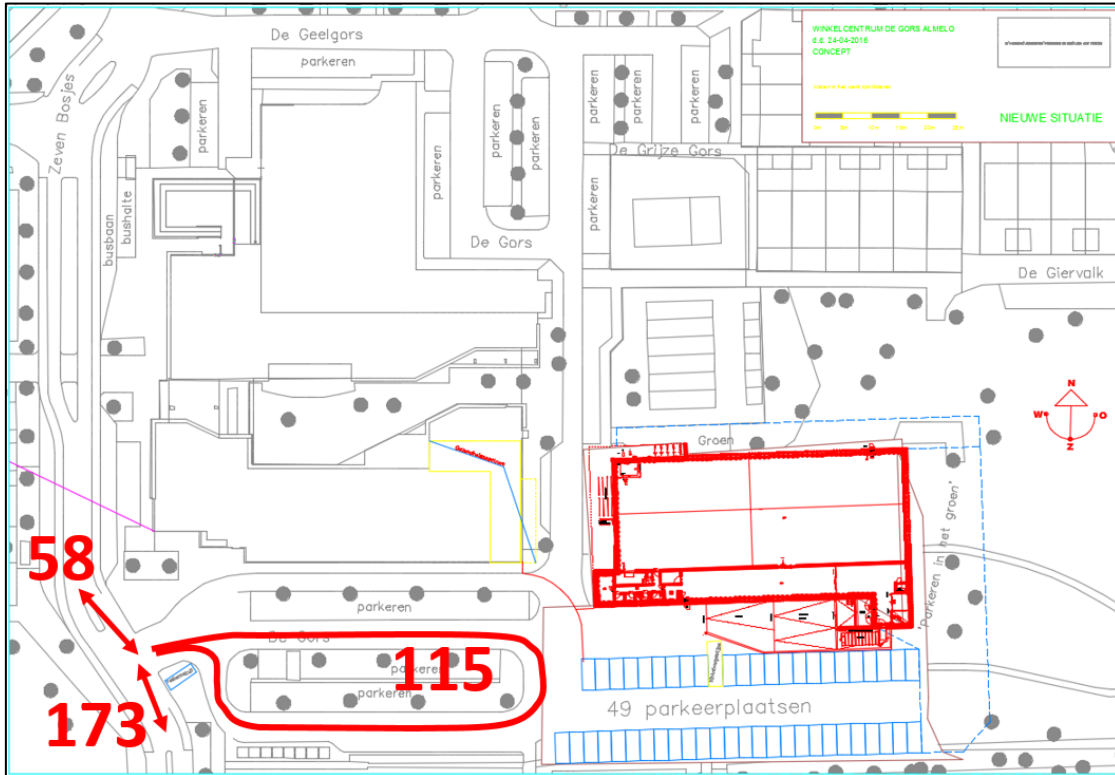 De Geelgors
parkeren
WINKELCENTRUM DE GORS ALMELO
d.d. 24-04-2016
CONCEPT
NIEUWE SITUATIE
Zeven Bosjes
parkeren
parkeren
parkeren
parkeren
parkeren
De Grijze Gors
parkeren
parkeren
busbaan
bushalte
De Gors
De Giervalk
N
W
O
Z
Groen
'Parkeren in het groen'
58
parkeren
De Gors
parkeren
115
parkeren
173
49 parkeerplaatsen